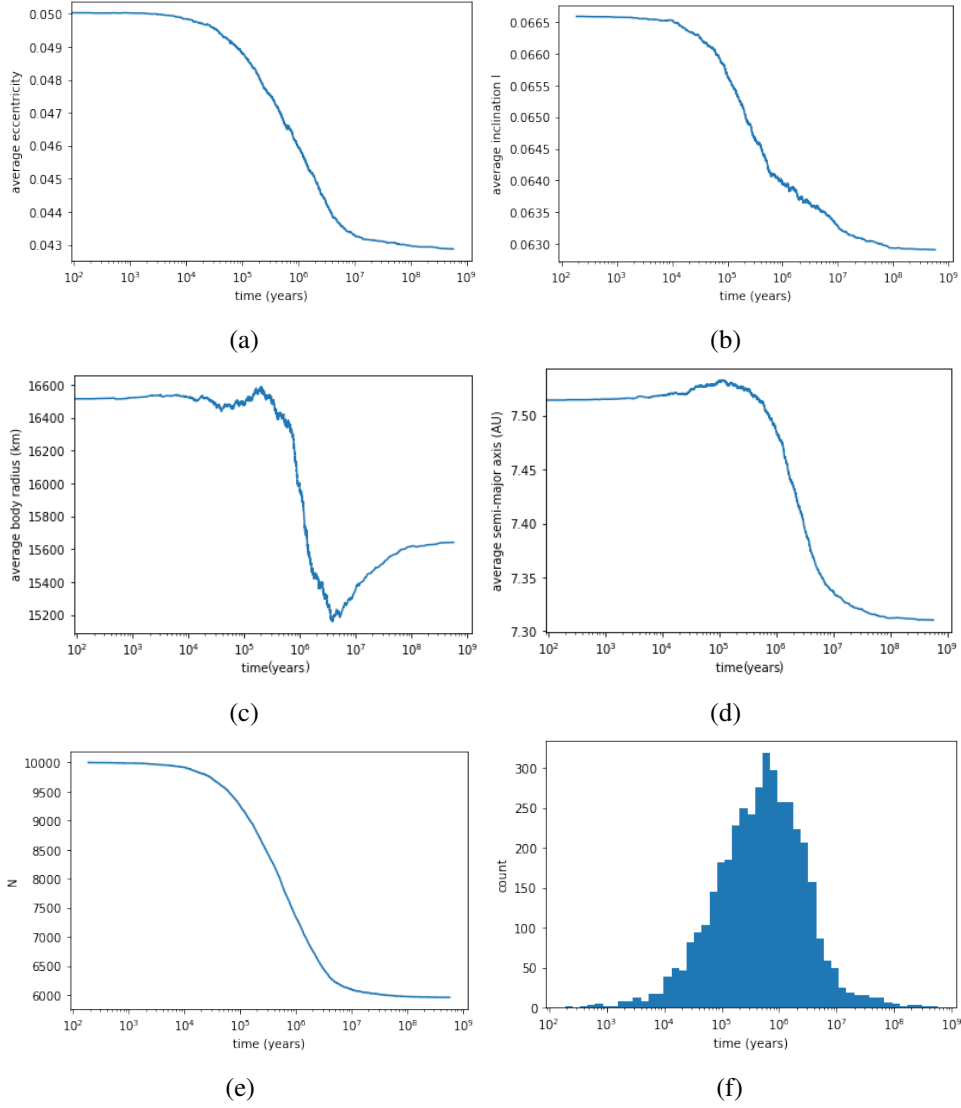 average eccentricity
0.050
0.049
0.048
0.047
0.046
0.045
0.044
0.043
10² 10³ 10⁴ 10⁵ 10⁶ 10⁷ 10⁸ 10⁹
time (years)
(a)
average inclination I
0.0665
0.0660
0.0655
0.0650
0.0645
0.0640
0.0635
0.0630
10² 10³ 10⁴ 10⁵ 10⁶ 10⁷ 10⁸ 10⁹
time (years)
(b)
average body radius (km)
16600
16400
16000
15800
15600
15400
15200
10² 10³ 10⁴ 10⁵ 10⁶ 10⁷ 10⁸ 10⁹
time(years)
(c)
average semi-major axis (AU)
7.50
7.45
7.40
7.35
7.30
10² 10³ 10⁴ 10⁵ 10⁶ 10⁷ 10⁸ 10⁹
time(years)
(d)
N
10000
9500
9000
8500
8000
7500
7000
6500
6000
10² 10³ 10⁴ 10⁵ 10⁶ 10⁷ 10⁸ 10⁹
time (years)
(e)
count
300
250
200
150
100
50
0
10² 10³ 10⁴ 10⁵ 10⁶ 10⁷ 10⁸ 10⁹
time (years)
(f)